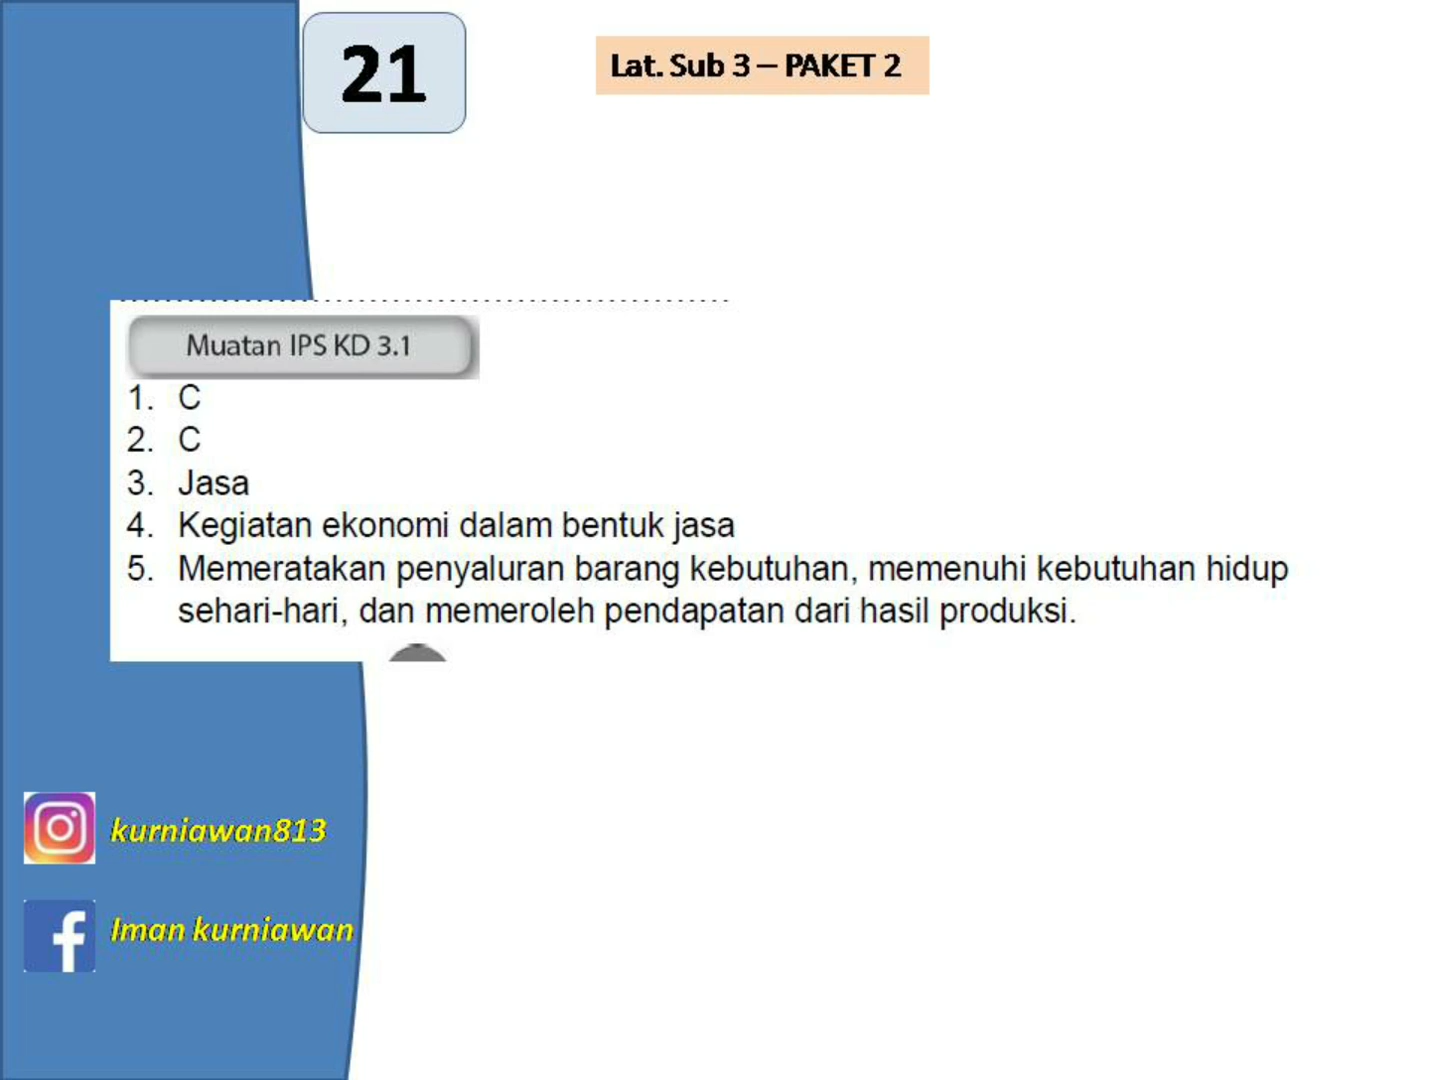 21
Lat. Sub 3 – PAKET 2
Muatan IPS KD 3.1
1. C
2. C
3. Jasa
4. Kegiatan ekonomi dalam bentuk jasa
5. Memeratakan penyaluran barang kebutuhan, memenuhi kebutuhan hidup
sehari-hari, dan memeroleh pendapatan dari hasil produksi.
kurniawan813
Iman kurniawan